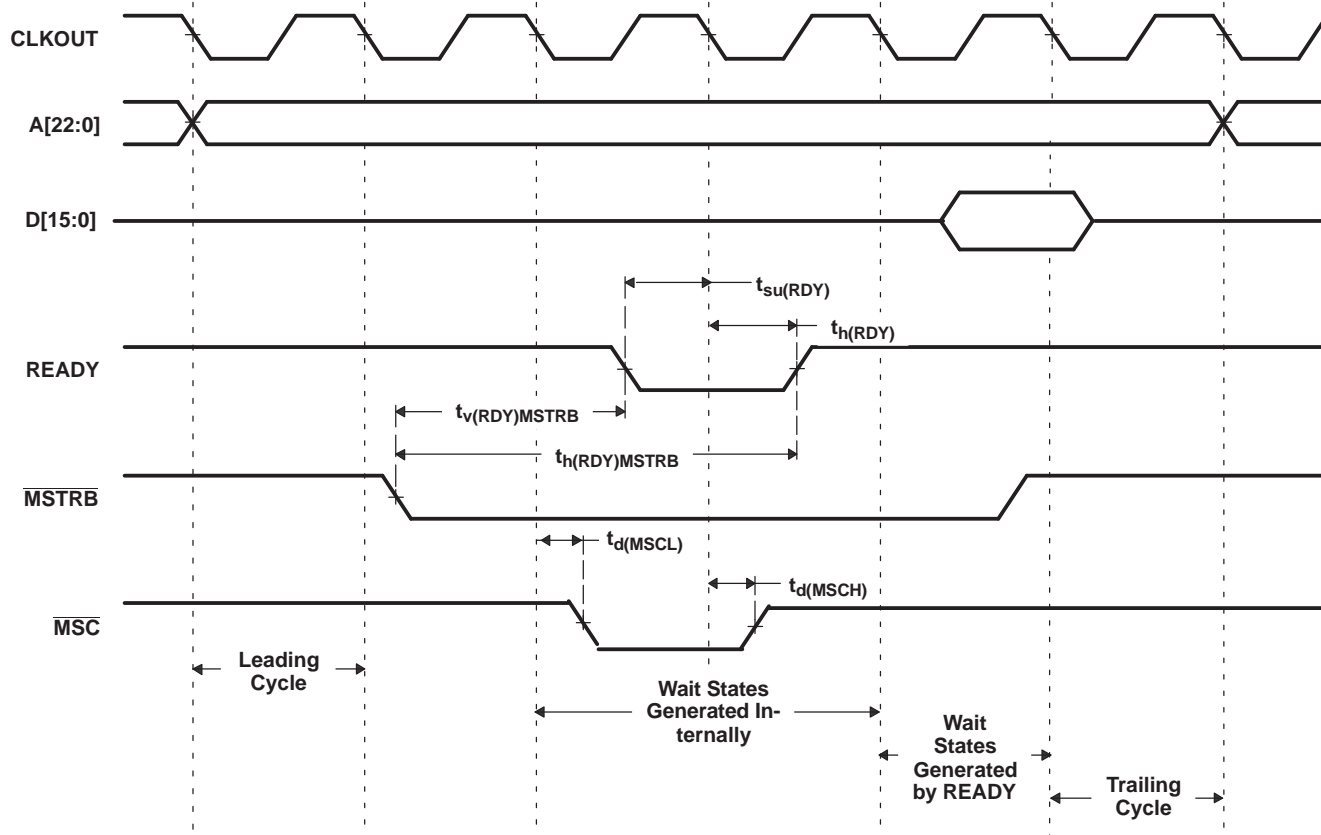 CLKOUT
A[22:0]
D[15:0]
tsu(RDY)
th(RDY)
READY
tv(RDY)MSTRB
th(RDY)MSTRB
MSTRB
td(MSCL)
td(MSCH)
MSC
Leading
Cycle
Wait States
Generated In-
ternally
Wait
States
Generated
by READY
Trailing
Cycle